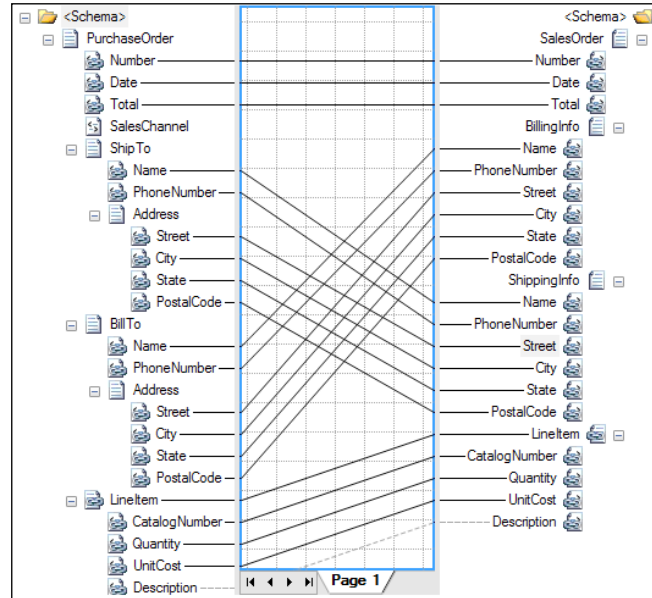 <Schema>
PurchaseOrder
Number
Date
Total
SalesChannel
ShipTo
Name
PhoneNumber
Address
Street
City
State
PostalCode
BillTo
Name
PhoneNumber
Address
Street
City
State
PostalCode
LineItem
CatalogNumber
Quantity
UnitCost
Description
Page 1
<Schema>
SalesOrder
Number
Date
Total
BillingInfo
Name
PhoneNumber
Street
City
State
PostalCode
ShippingInfo
Name
PhoneNumber
Street
City
State
PostalCode
LineItem
CatalogNumber
Quantity
UnitCost
Description